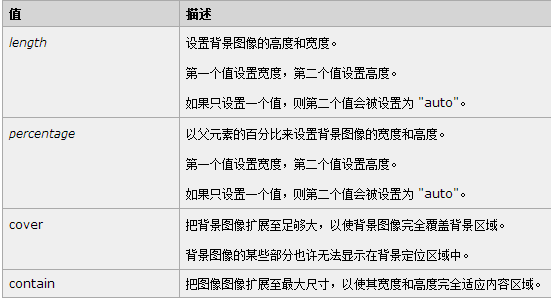 值 描述
length 设置背景图像的高度和宽度。
第一个值设置宽度，第二个值设置高度。
如果只设置一个值，则第二个值会被设置为 "auto"。
percentage 以父元素的百分比来设置背景图像的宽度和高度。
第一个值设置宽度，第二个值设置高度。
如果只设置一个值，则第二个值会被设置为 "auto"。
cover 把背景图像扩展至足够大，以使背景图像完全覆盖背景区域。
背景图像的某些部分也许无法显示在背景定位区域中。
contain 把图像图像扩展至最大尺寸，以使其宽度和高度完全适应内容区域。